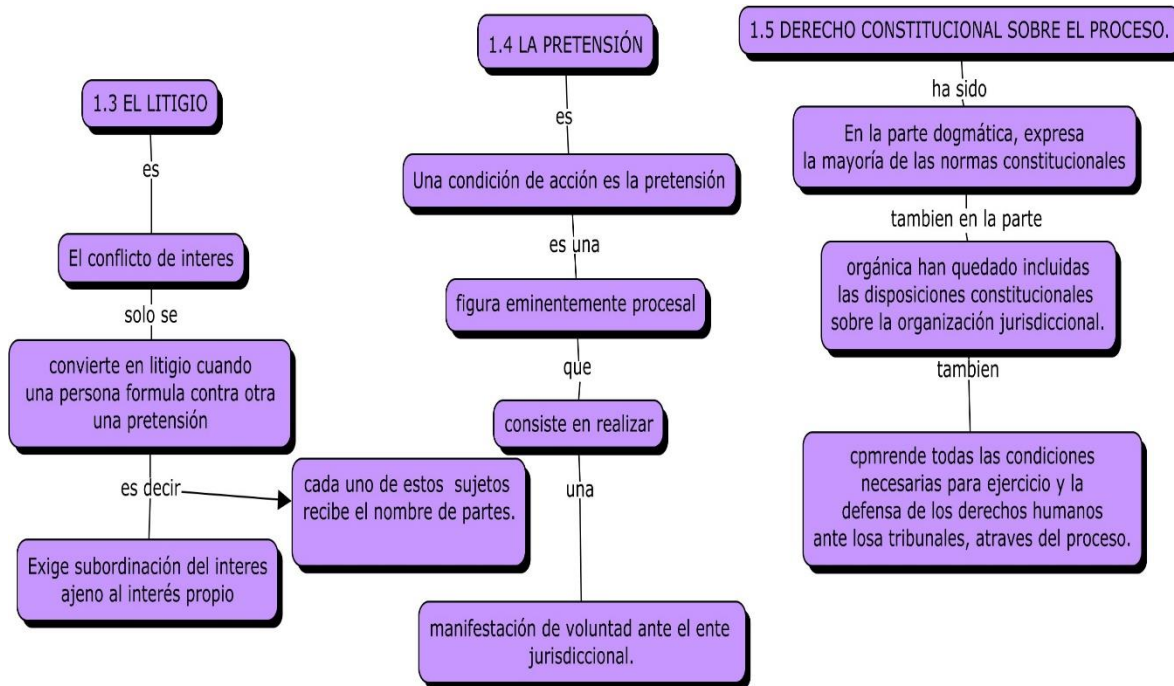 1.3 EL LITIGIO
es
El conflicto de interes
solo se
convierte en litigio cuando
una persona formula contra otra
una pretensión
es decir
cada uno de estos sujetos
recibe el nombre de partes.
Exige subordinación del interes
ajeno al interés propio
1.4 LA PRETENSIÓN
es
Una condición de acción es la pretensión
es una
figura eminentemente procesal
que
consiste en realizar
una
manifestación de voluntad ante el ente
jurisdiccional.
1.5 DERECHO CONSTITUCIONAL SOBRE EL PROCESO.
ha sido
En la parte dogmática, expresa
la mayoría de las normas constitucionales
tambien en la parte
orgánica han quedado incluidas
las disposiciones constitucionales
sobre la organización jurisdiccional.
tambien
cpmrende todas las condiciones
necesarias para ejercicio y la
defensa de los derechos humanos
ante losa tribunales, atraves del proceso.